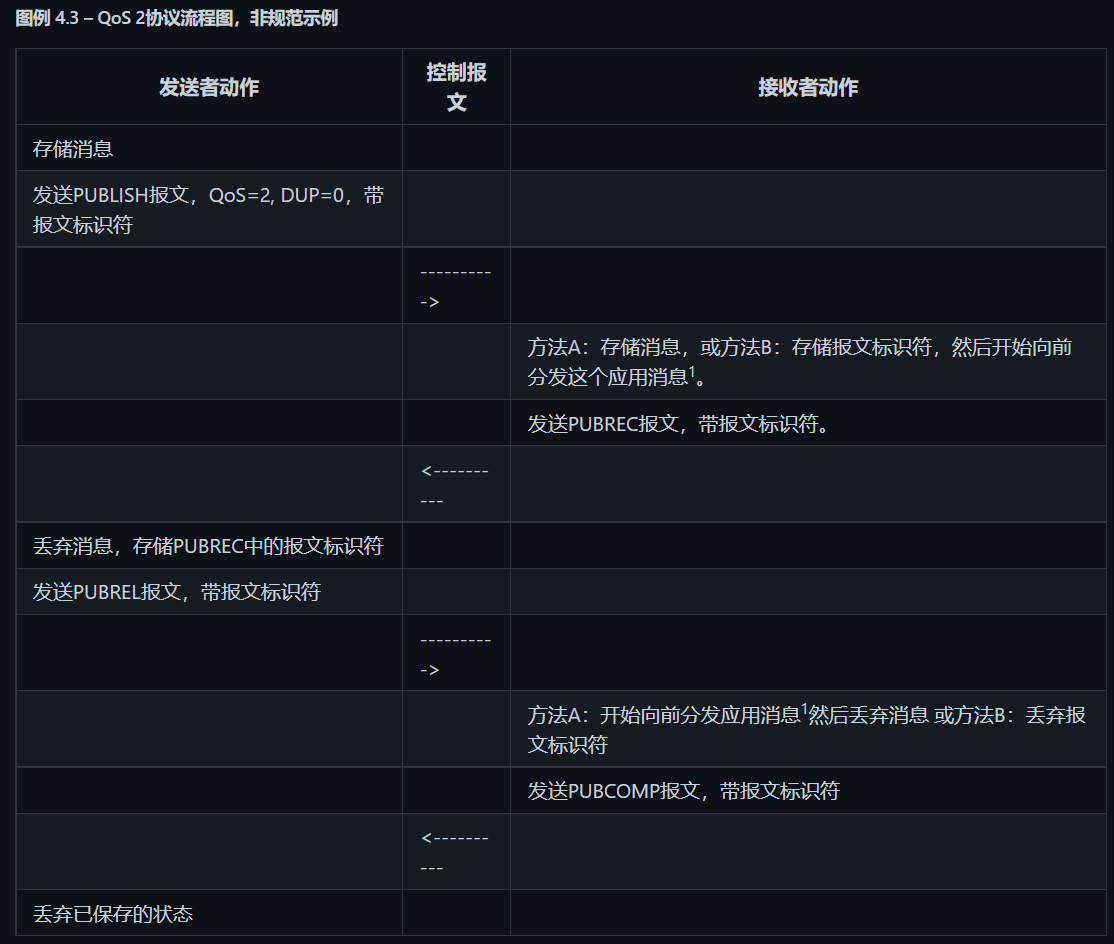 图例 4.3 – QoS 2协议流程图，非规范示例
发送者动作
控制报
文
接收者动作
存储消息
发送PUBLISH报文，QoS=2, DUP=0，带
报文标识符
---------
->
方法A：存储消息，或方法B：存储报文标识符，然后开始向前
分发这个应用消息1。
发送PUBREC报文，带报文标识符。
<-------
---
丢弃消息，存储PUBREC中的报文标识符
发送PUBREL报文，带报文标识符
---------
->
方法A：开始向前分发应用消息1然后丢弃消息 或方法B：丢弃报
文标识符
发送PUBCOMP报文，带报文标识符
<-------
---
丢弃已保存的状态